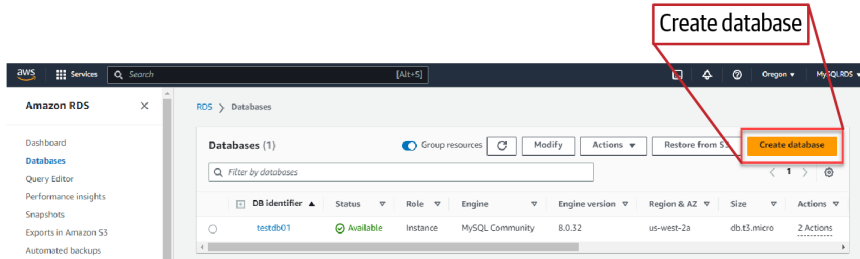 Create database
aws Services Search [Alt+S] Oregon MySQLRDS
Amazon RDS
RDS > Databases
Dashboard
Databases
Query Editor
Performance insights
Snapshots
Exports in Amazon S3
Automated backups
Databases (1) Group resources Modify Actions Restore from S3 Create database
Filter by databases
1
DB identifier Status Role Engine Engine version Region & AZ Size Actions
testdb01 Available Instance MySQL Community 8.0.32 us-west-2a db.t3.micro 2 Actions